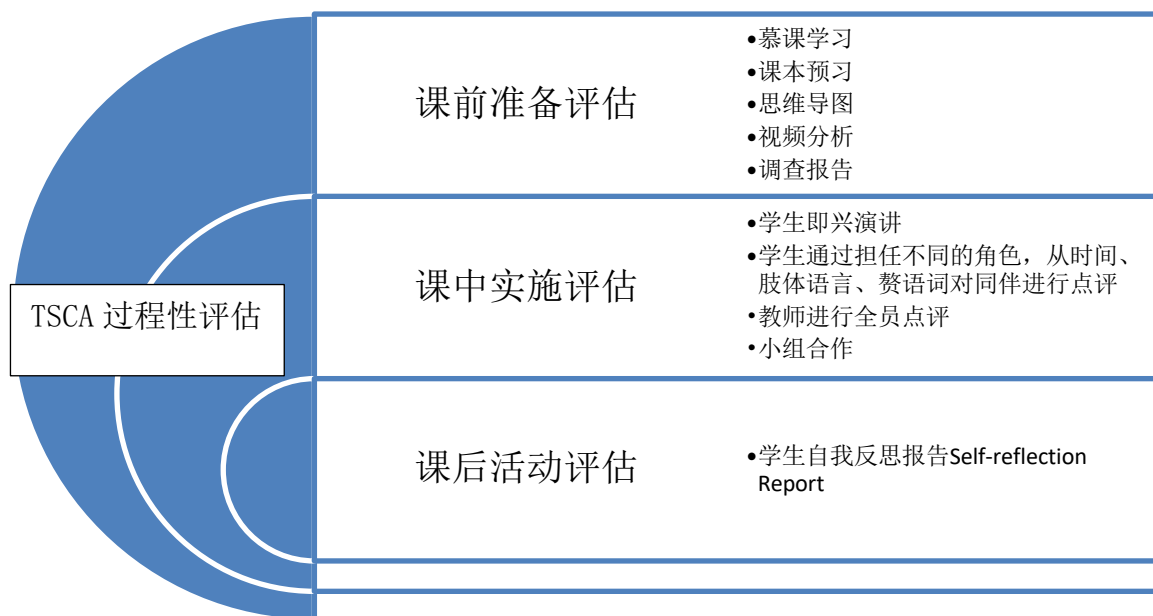 TSCA 过程性评估
课前准备评估
•慕课学习
•课本预习
•思维导图
•视频分析
•调查报告
课中实施评估
•学生即兴演讲
•学生通过担任不同的角色，从时间、
肢体语言、赘语词对同伴进行点评
•教师进行全员点评
•小组合作
课后活动评估
•学生自我反思报告Self-reflection
Report